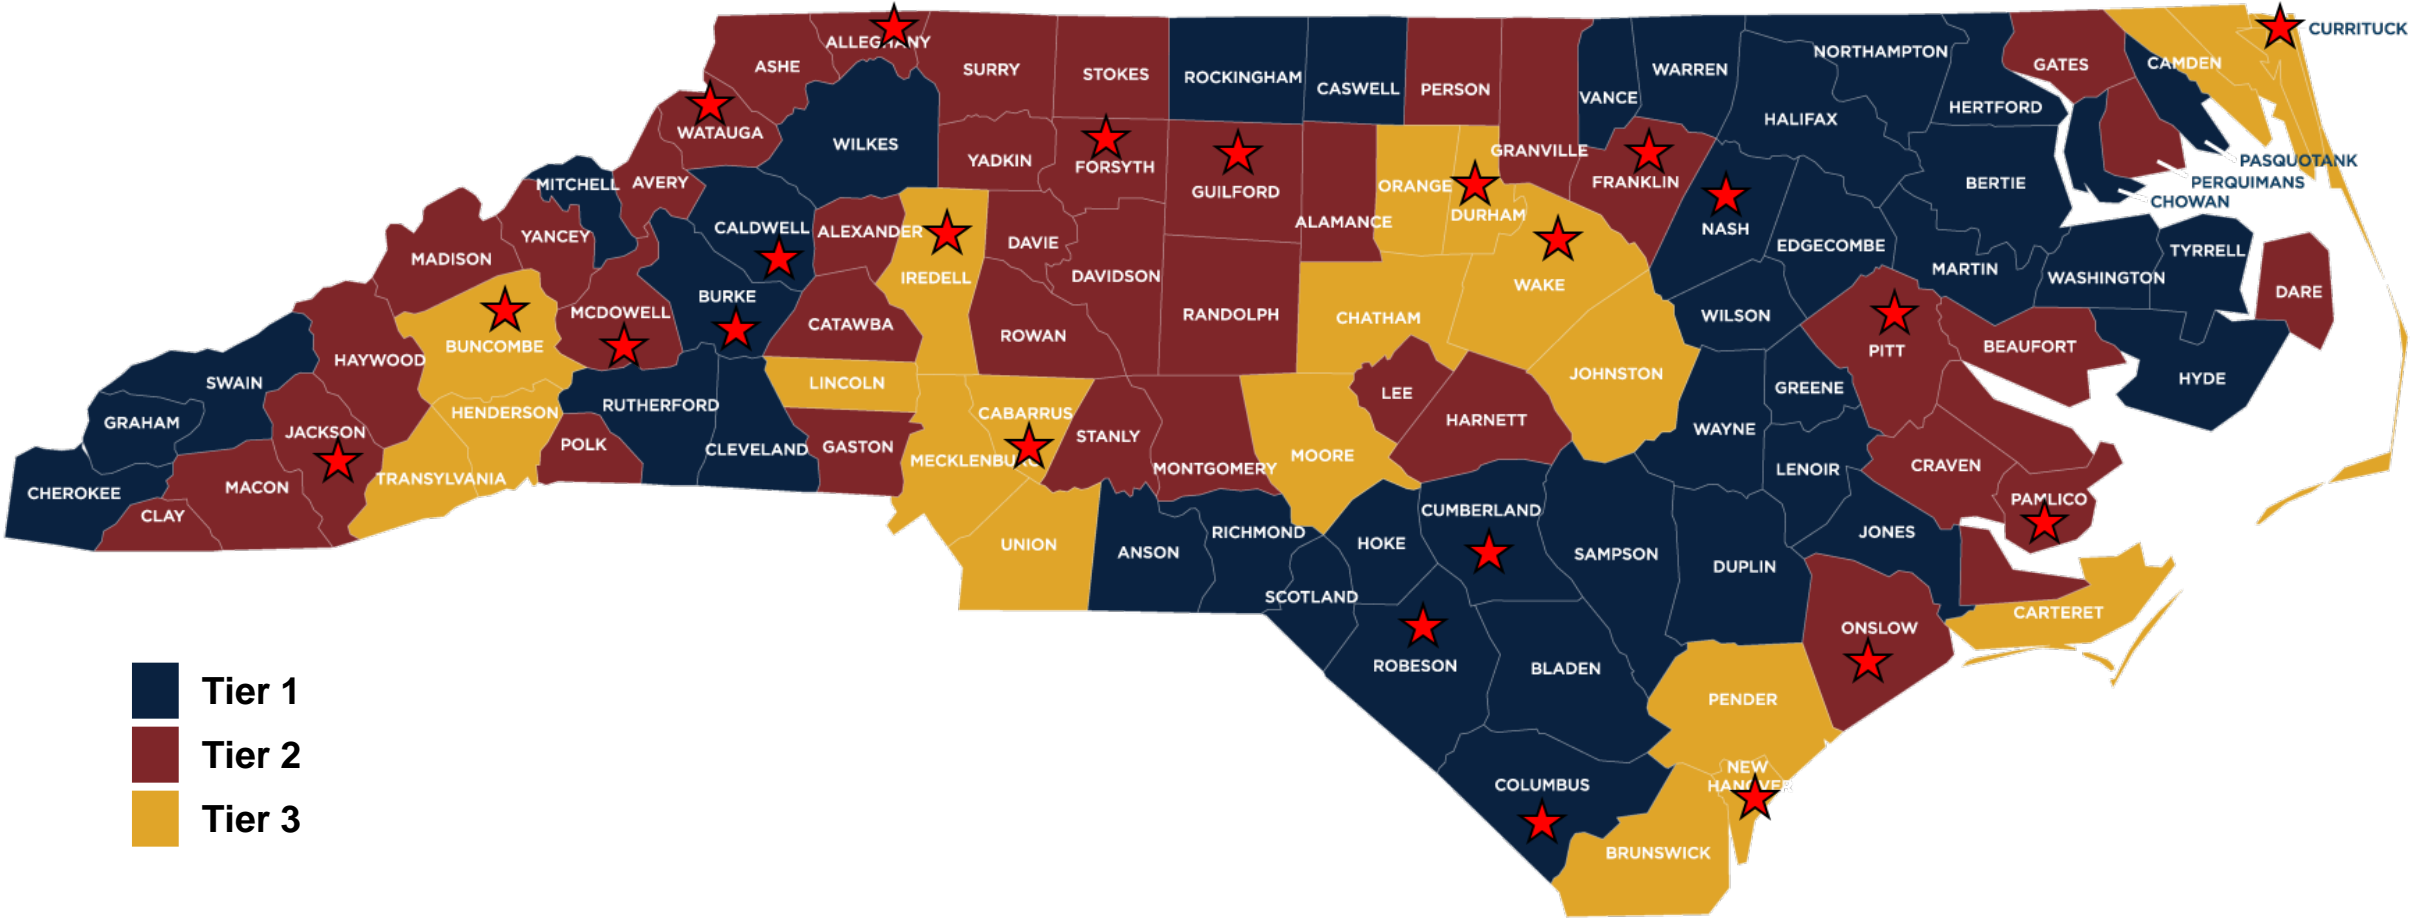 ALLEGHANY
CURRITUCK
ASHE
SURRY
STOKES
ROCKINGHAM
CASWELL
PERSON
VANCE
WARREN
NORTHAMPTON
HALIFAX
HERTFORD
GATES
CAMDEN
WATAUGA
WILKES
YADKIN
FORSYTH
GUILFORD
ALAMANCE
ORANGE
DURHAM
GRANVILLE
FRANKLIN
NASH
BERTIE
PASQUOTANK
PERQUIMANS
CHOWAN
MITCHELL
AVERY
YANCEY
MADISON
CALDWELL
ALEXANDER
IREDELL
DAVIE
DAVIDSON
WAKE
EDGECOMBE
MARTIN
WASHINGTON
TYRRELL
DARE
BURKE
MCDOWELL
BUNCOMBE
HAYWOOD
CATAWBA
ROWAN
RANDOLPH
CHATHAM
WILSON
PITT
BEAUFORT
HYDE
SWAIN
GRAHAM
HENDERSON
RUTHERFORD
LINCOLN
CABARRUS
LEE
JOHNSTON
GREENE
JACKSON
POLK
CLEVELAND
GASTON
MECKLENBURG
STANLY
MONTGOMERY
MOORE
HARNETT
WAYNE
LENOIR
CRAVEN
CHEROKEE
CLAY
MACON
TRANSYLVANIA
PAMLICO
UNION
ANSON
RICHMOND
SCOTLAND
HOKE
CUMBERLAND
SAMPSON
DUPLIN
JONES
CARTERET
ROBESON
BLADEN
ONSLOW
PENDER
COLUMBUS
NEW
HANOVER
BRUNSWICK
Tier 1
Tier 2
Tier 3